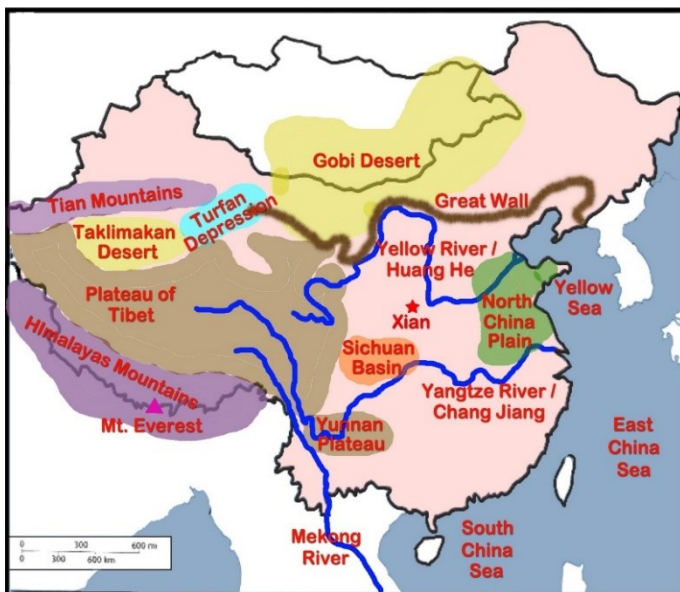 Gobi Desert
Tian Mountains
Turfan
Depression
Great Wall
Taklimakan
Desert
Yellow River /
Huang He
Plateau of
Tibet
North
China
Plain
Yellow
Sea
Xian
HImalayas Mountains
Sichuan
Basin
Yangtze River /
Chang Jiang
Mt. Everest
Yunnan
Plateau
East
China
Sea
Mekong
River
South
China
Sea
0 300 600 mi
0 300 600 km